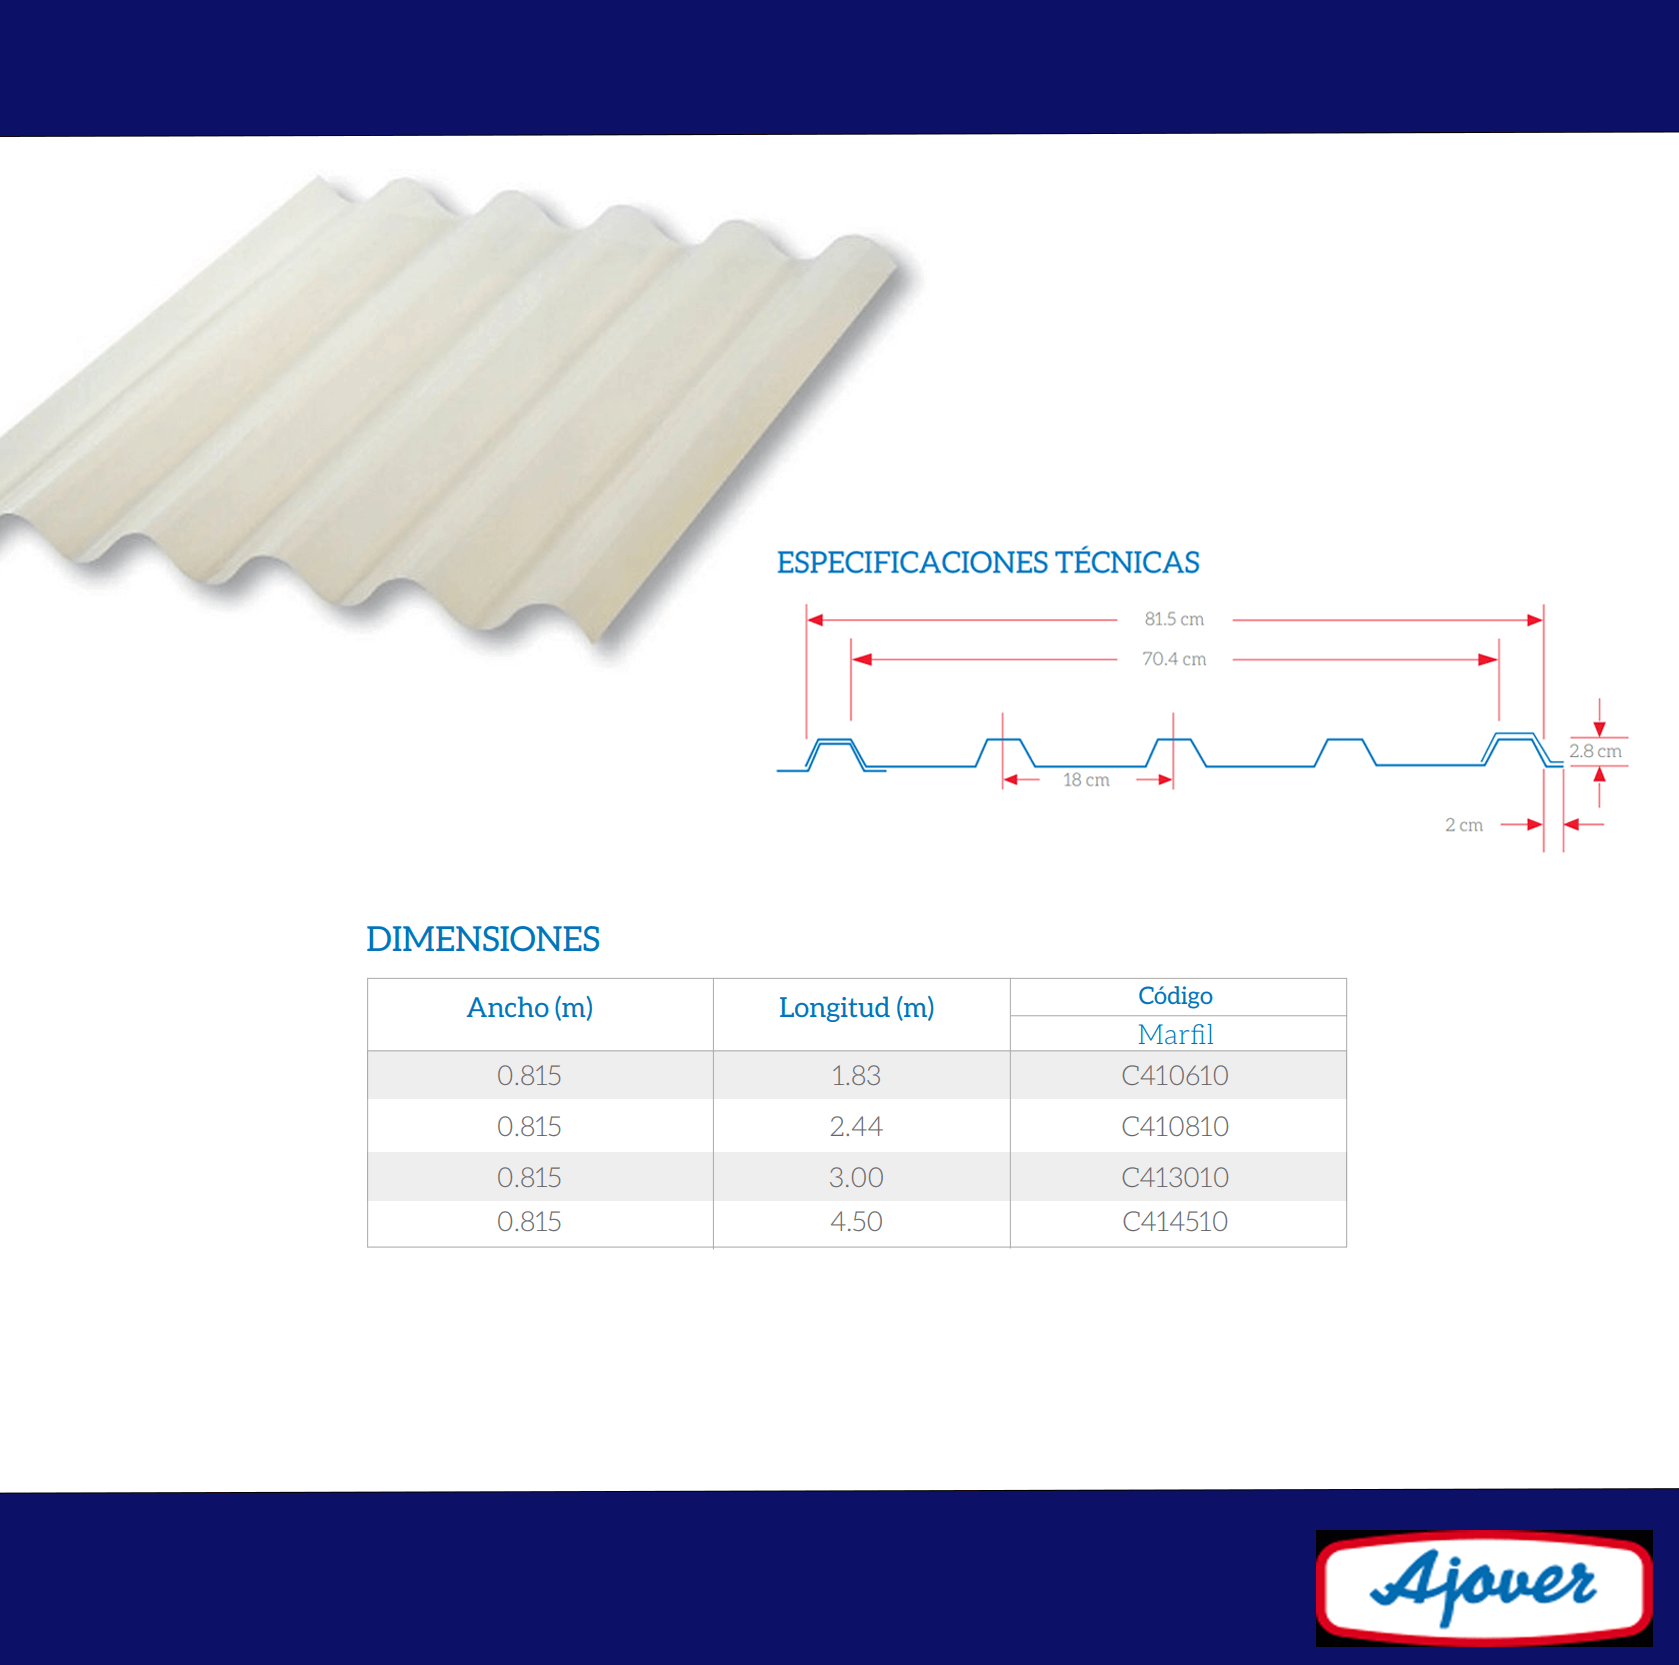 ESPECIFICACIONES TÉCNICAS
81.5 cm
70.4 cm
2.8 cm
18 cm
2 cm
DIMENSIONES
Ancho (m) Longitud (m) Código
Marfil
0.815 1.83 C410610
0.815 2.44 C410810
0.815 3.00 C413010
0.815 4.50 C414510
Ajover